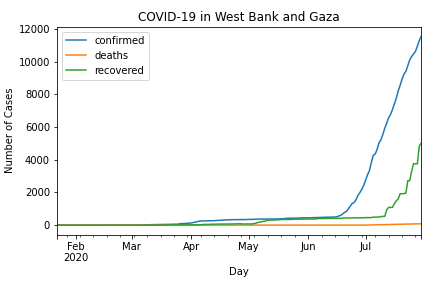 COVID-19 in West Bank and Gaza
12000
10000
8000
6000
4000
2000
0
Number of Cases
confirmed
deaths
recovered
Feb
2020
Mar
Apr
May
Jun
Jul
Day